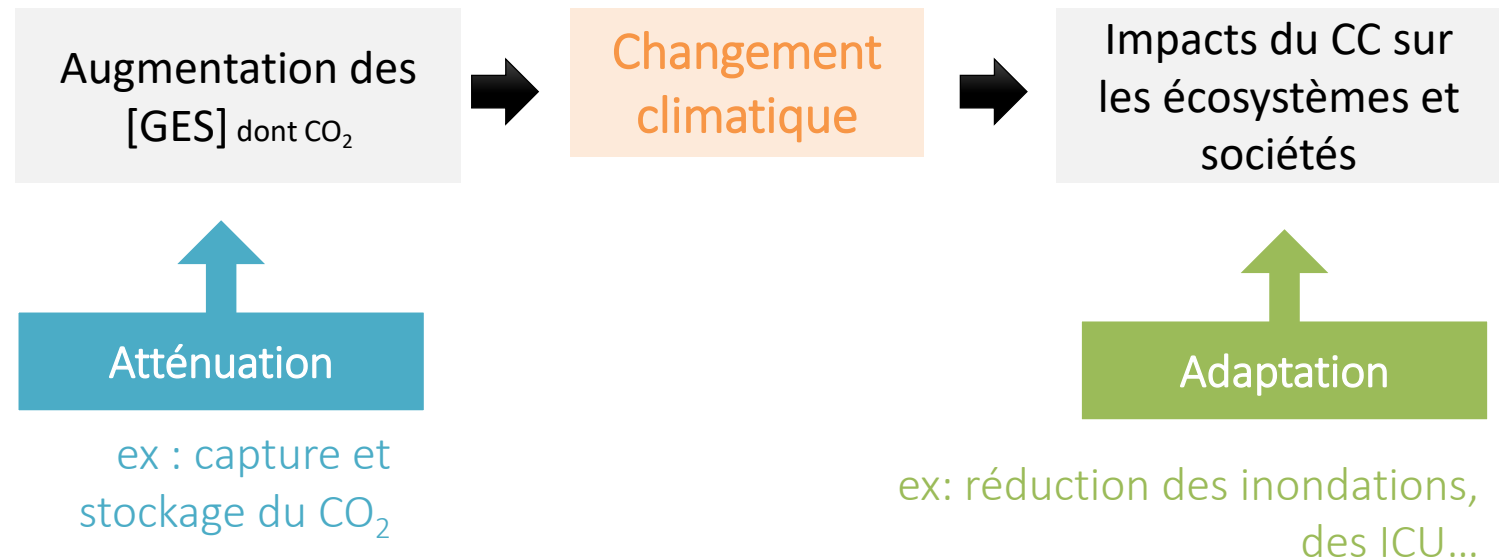 Augmentation des
[GES] dont CO₂
Changement
climatique
Impacts du CC sur
les écosystèmes et
sociétés
Atténuation
ex : capture et
stockage du CO₂
Adaptation
ex: réduction des inondations,
des ICU…